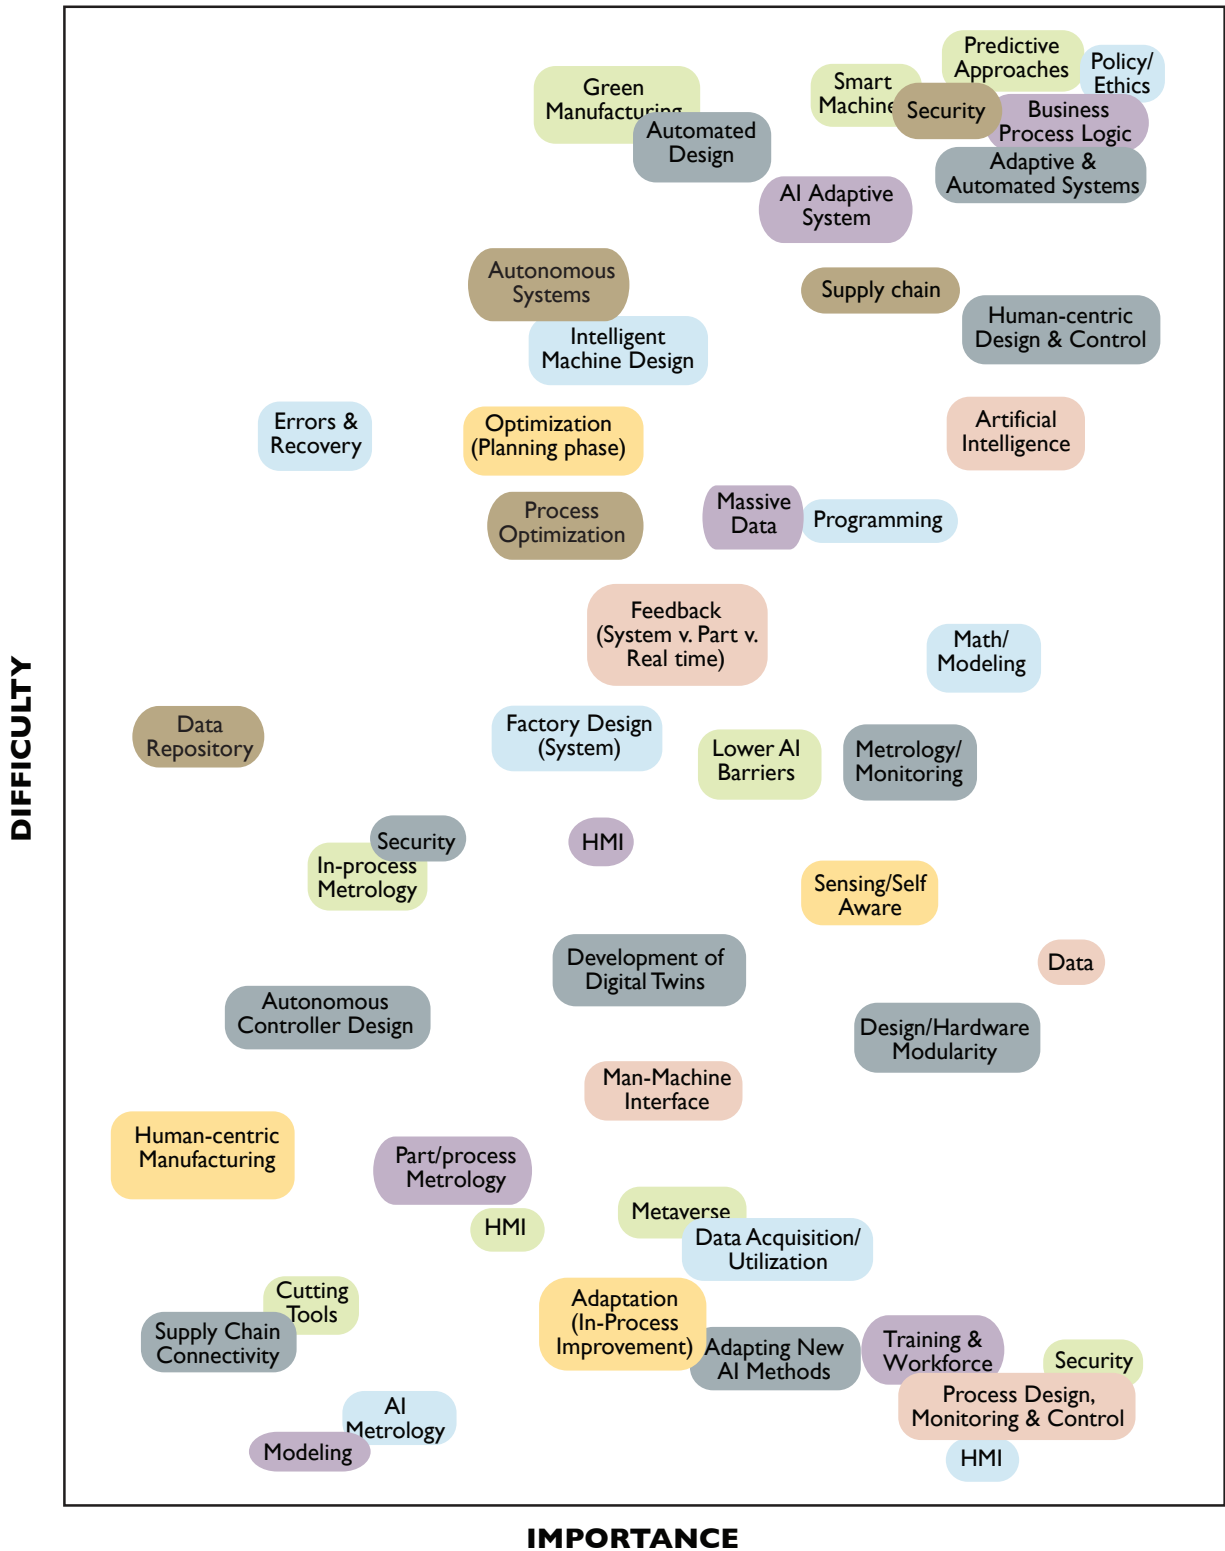 Predictive
Approaches
Policy/
Ethics
Green
Manufacturing
Smart
Machine
Security
Business
Process Logic
Automated
Design
Adaptive &
Automated Systems
AI Adaptive
System
Autonomous
Systems
Supply chain
Human-centric
Design & Control
Intelligent
Machine Design
Errors &
Recovery
Optimization
(Planning phase)
Artificial
Intelligence
Process
Optimization
Massive
Data
Programming
Feedback
(System v. Part v.
Real time)
Math/
Modeling
DIFFICULTY
Data
Repository
Factory Design
(System)
Lower AI
Barriers
Metrology/
Monitoring
Security
In-process
Metrology
HMI
Sensing/Self
Aware
Development of
Digital Twins
Data
Autonomous
Controller Design
Design/Hardware
Modularity
Man-Machine
Interface
Human-centric
Manufacturing
Part/process
Metrology
HMI
Metaverse
Data Acquisition/
Utilization
Cutting
Tools
Supply Chain
Connectivity
Adaptation
(In-Process
Improvement)
Adapting New
AI Methods
Training &
Workforce
Security
Process Design,
Monitoring & Control
AI
Metrology
Modeling
HMI
IMPORTANCE